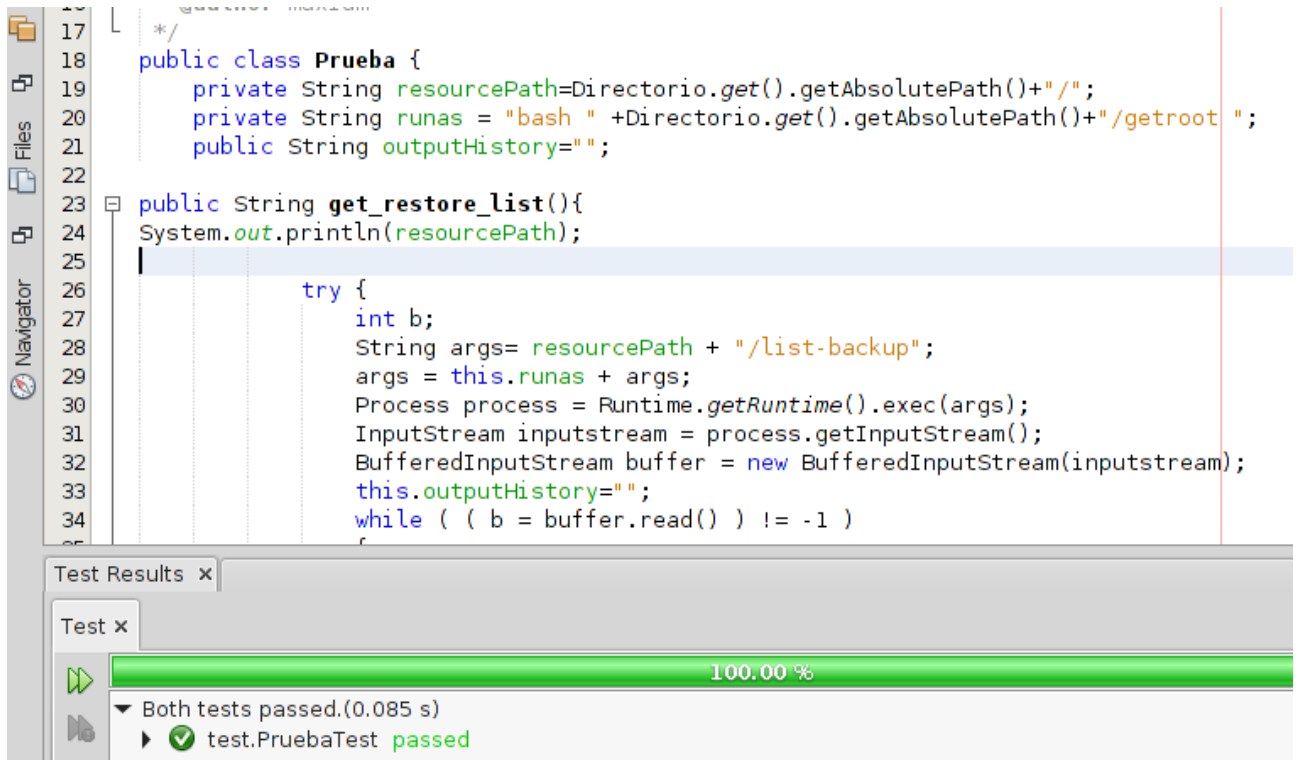 17 */
18 public class Prueba {
19 private String resourcePath=Directorio.get().getAbsolutePath()+"/";
20 private String runas = "bash " +Directorio.get().getAbsolutePath()+"/getroot ";
21 public String outputHistory="";
22
23 public String get_restore_list(){
24 System.out.println(resourcePath);
25
26 try {
27 int b;
28 String args= resourcePath + "/list-backup";
29 args = this.runas + args;
30 Process process = Runtime.getRuntime().exec(args);
31 InputStream inputstream = process.getInputStream();
32 BufferedInputStream buffer = new BufferedInputStream(inputstream);
33 this.outputHistory="";
34 while ( ( b = buffer.read() ) != -1 )
Files
Navigator
Test Results x
Test x
100.00 %
Both tests passed.(0.085 s)
test.PruebaTest passed